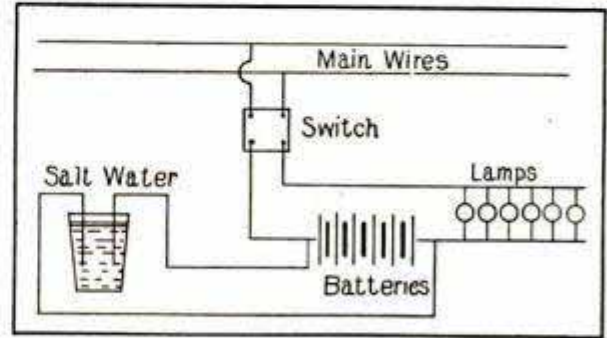 Main Wires
Switch
Salt Water
Lamps
Batteries